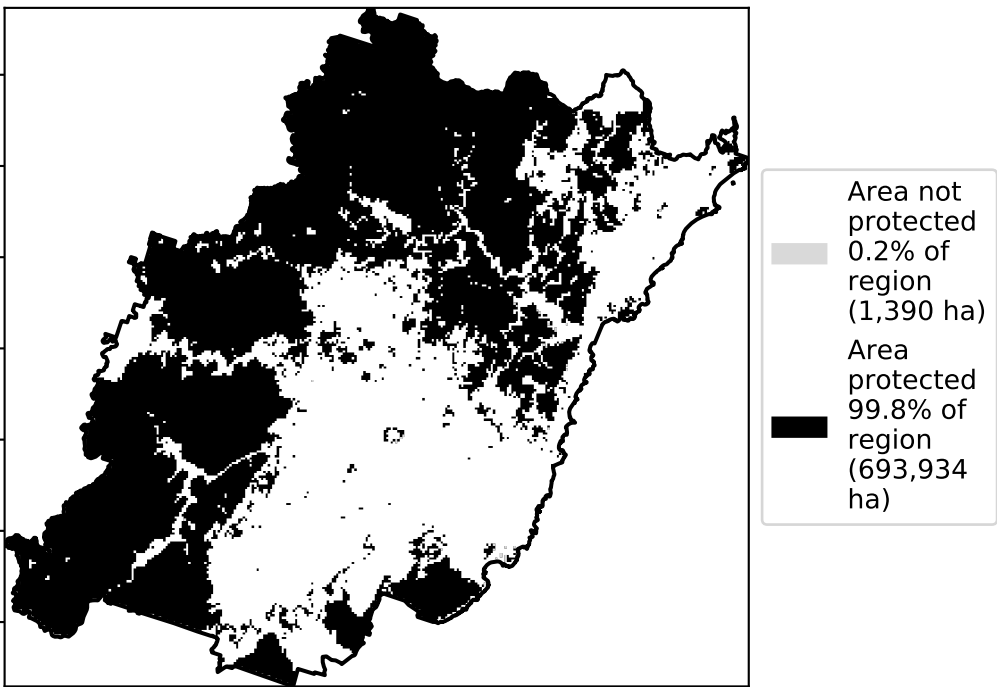 Area not
protected
0.2% of
region
(1,390 ha)
Area
protected
99.8% of
region
(693,934
ha)